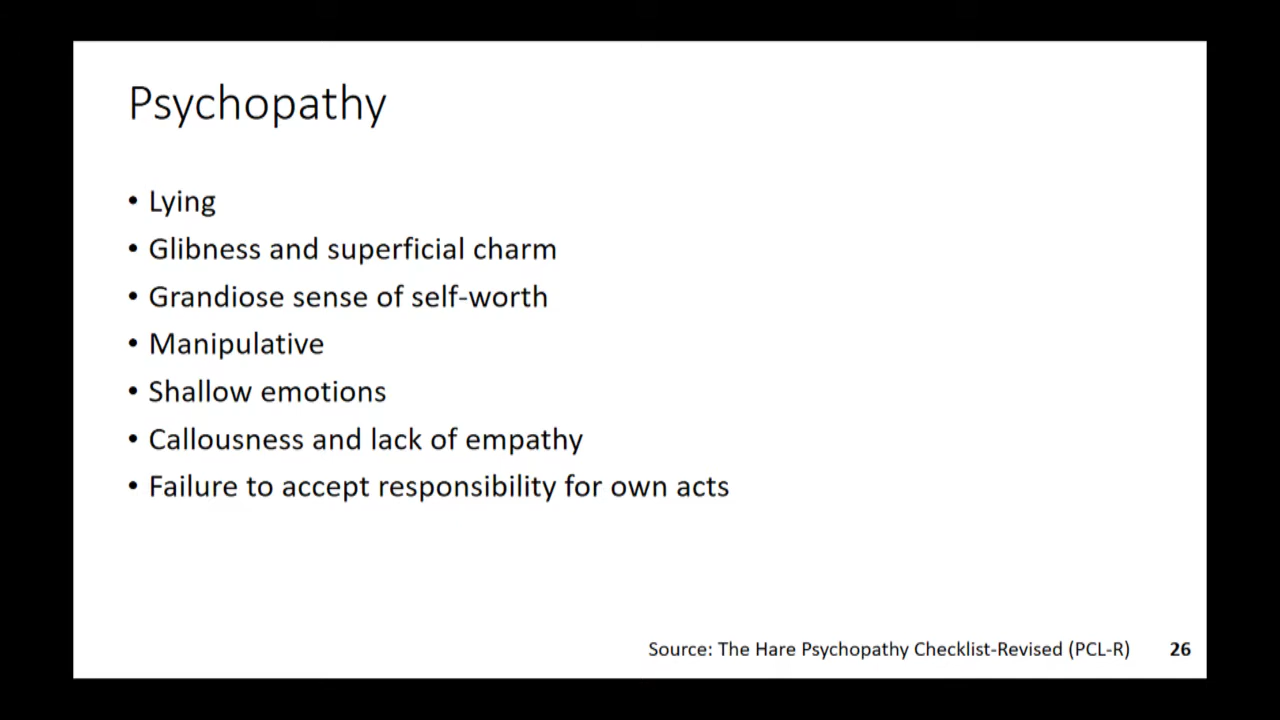 Psychopathy
• Lying
• Glibness and superficial charm
• Grandiose sense of self-worth
• Manipulative
• Shallow emotions
• Callousness and lack of empathy
• Failure to accept responsibility for own acts
Source: The Hare Psychopathy Checklist-Revised (PCL-R) 26